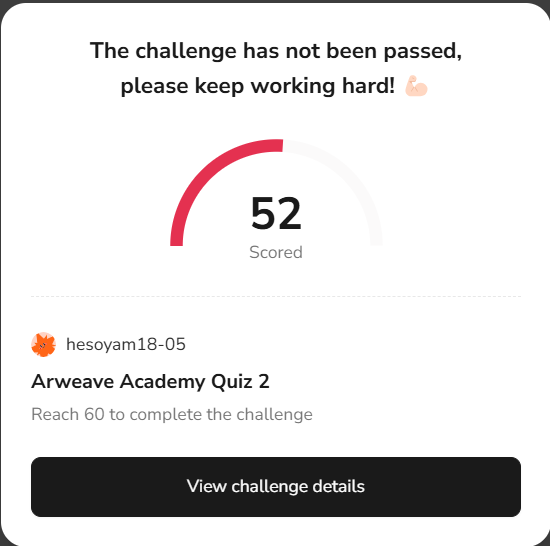 The challenge has not been passed,
please keep working hard! 💪🏻
52
Scored
hesoyam18-05
Arweave Academy Quiz 2
Reach 60 to complete the challenge
View challenge details